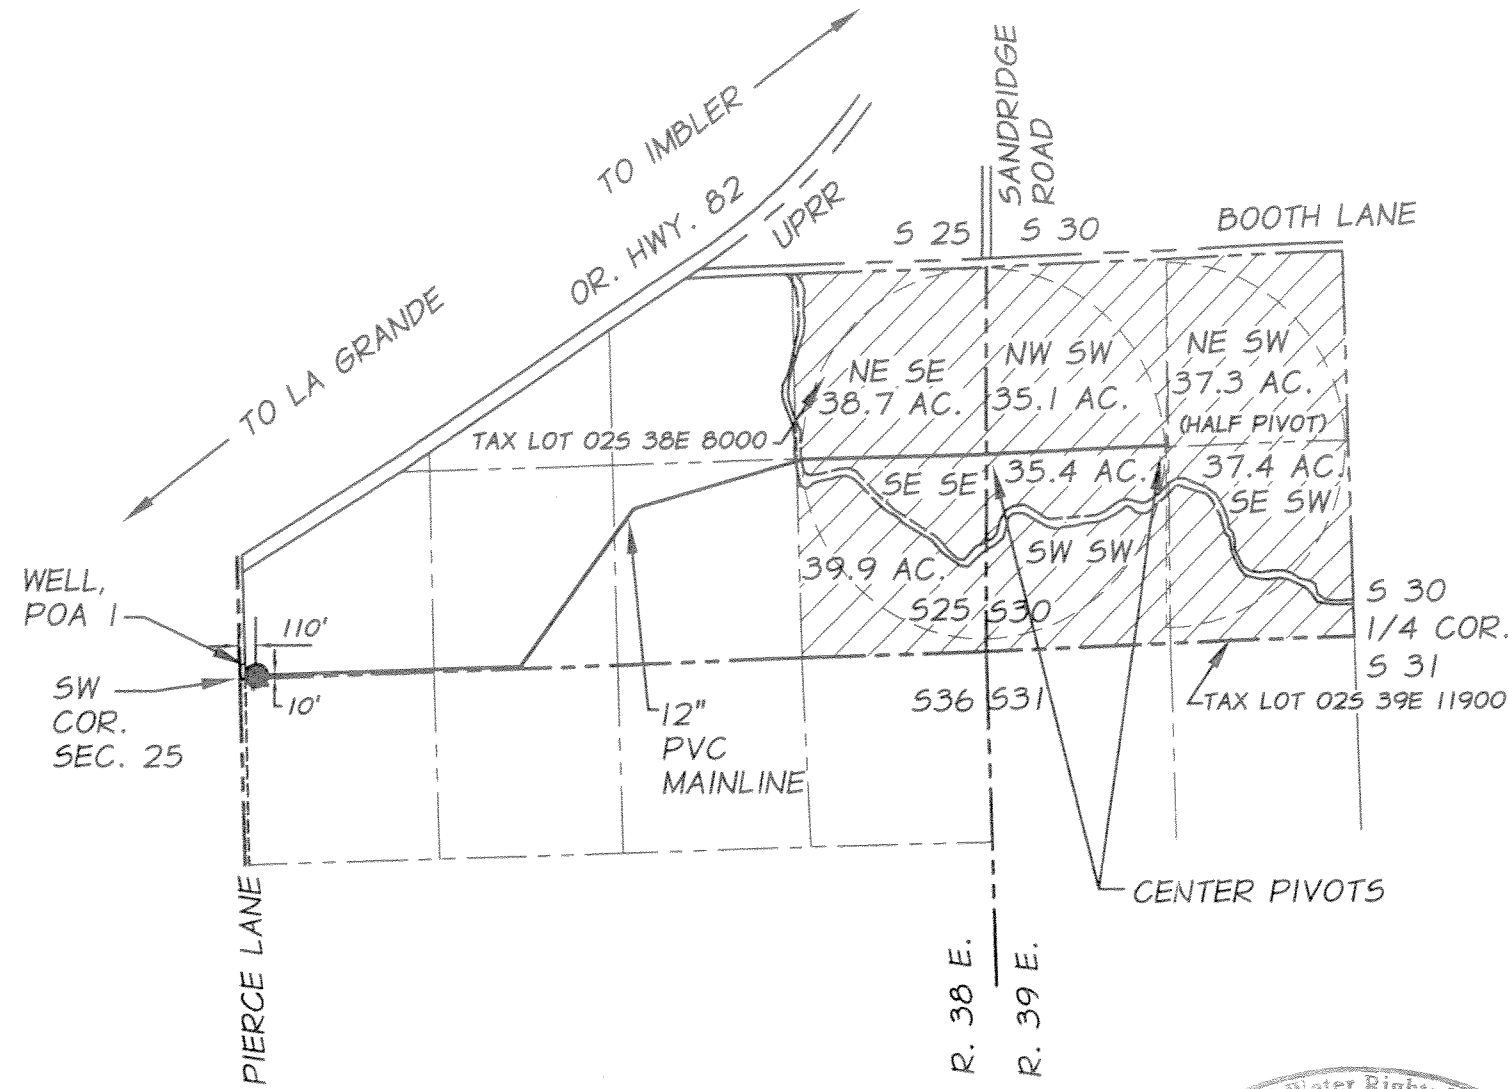 TO IMBLER
SANDRIDGE
ROAD
OR. HWY. 82
UPRR
S 25
S 30
BOOTH LANE
TO LA GRANDE
NE SE
38.7 AC.
NW SW
35.1 AC.
NE SW
37.3 AC.
(HALF PIVOT)
TAX LOT 02S 38E 8000
SE SE
35.4 AC.
37.4 AC.
SE SW
39.9 AC.
SW SW
WELL,
POA 1
110'
S25
S30
S 30
1/4 COR.
S 31
SW
COR.
SEC. 25
10'
12"
PVC
MAINLINE
S36
S31
TAX LOT 02S 39E 11900
CENTER PIVOTS
PIERCE LANE
R. 38 E.
R. 39 E.
Water Rights